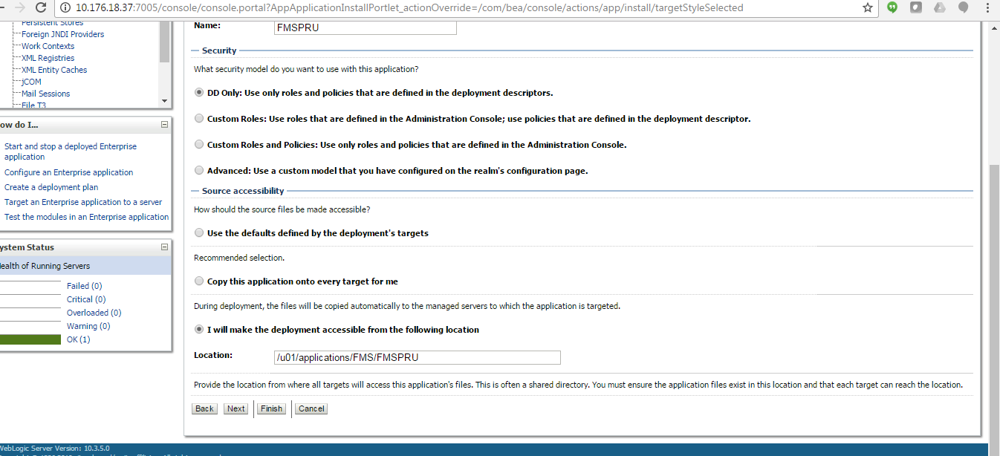 10.176.18.37:7005/console/console.portal?AppApplicationInstallPortlet_actionOverride=/com/bea/console/actions/app/install/targetStyleSelected
Persistent Stores
Foreign JNDI Providers
Work Contexts
XML Registries
XML Entity Caches
jCOM
Mail Sessions
File T3
ow do I...
Start and stop a deployed Enterprise
application
Configure an Enterprise application
Create a deployment plan
Target an Enterprise application to a server
Test the modules in an Enterprise application
ystem Status
ealth of Running Servers
Failed (0)
Critical (0)
Overloaded (0)
Warning (0)
OK (1)
Name: FMSPRU
Security
What security model do you want to use with this application?
DD Only: Use only roles and policies that are defined in the deployment descriptors.
Custom Roles: Use roles that are defined in the Administration Console; use policies that are defined in the deployment descriptor.
Custom Roles and Policies: Use only roles and policies that are defined in the Administration Console.
Advanced: Use a custom model that you have configured on the realm's configuration page.
Source accessibility
How should the source files be made accessible?
Use the defaults defined by the deployment's targets
Recommended selection.
Copy this application onto every target for me
During deployment, the files will be copied automatically to the managed servers to which the application is targeted.
I will make the deployment accessible from the following location
Location: /u01/applications/FMS/FMSPRU
Provide the location from where all targets will access this application's files. This is often a shared directory. You must ensure the application files exist in this location and that each target can reach the location.
Back Next Finish Cancel
WebLogic Server Version: 10.3.5.0